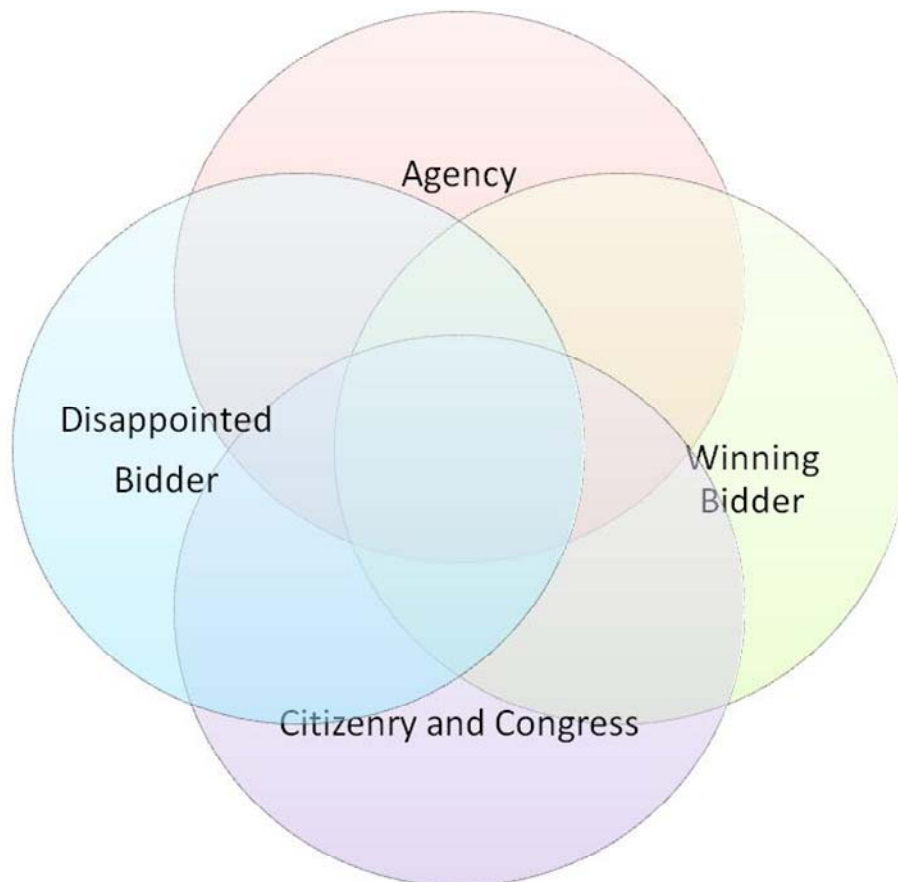 Agency
Disappointed
Bidder
Winning
Bidder
Citizenry and Congress